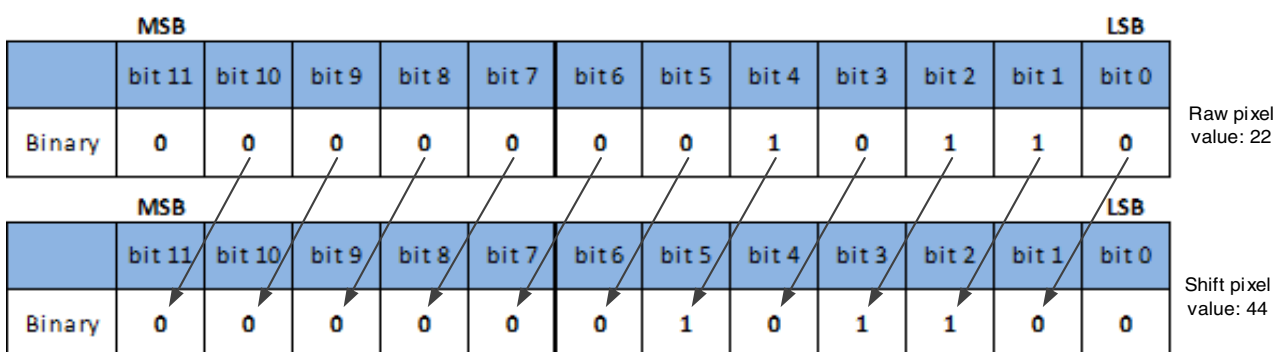 MSB LSB
bit 11 bit 10 bit 9 bit 8 bit 7 bit 6 bit 5 bit 4 bit 3 bit 2 bit 1 bit 0
Binary 0 0 0 0 0 0 0 1 0 1 1 0
Raw pixel
value: 22
MSB LSB
bit 11 bit 10 bit 9 bit 8 bit 7 bit 6 bit 5 bit 4 bit 3 bit 2 bit 1 bit 0
Binary 0 0 0 0 0 0 1 0 1 1 0 0
Shift pixel
value: 44